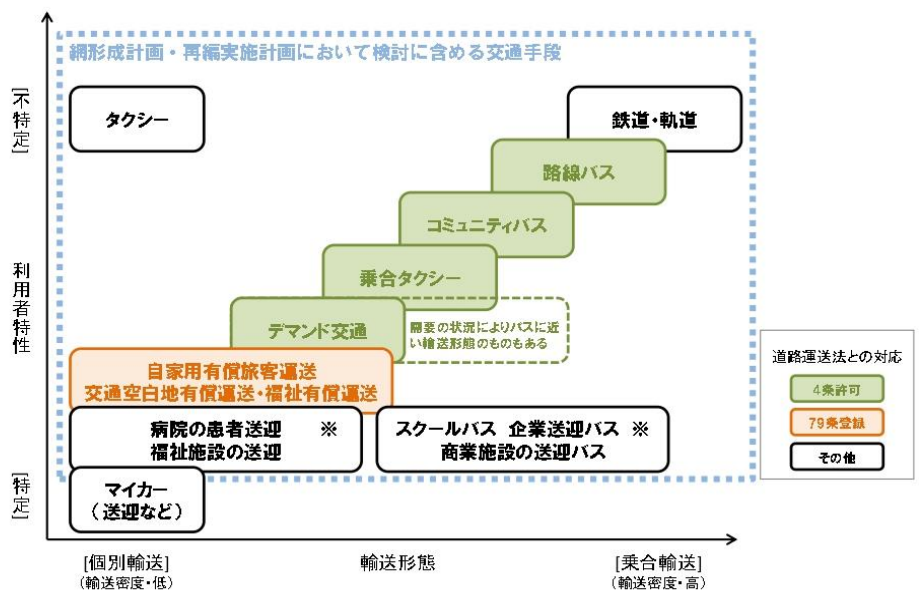 網形成計画・再編実施計画において検討に含める交通手段
[不特定]
タクシー
鉄道・軌道
路線バス
コミュニティバス
乗合タクシー
利用者特性
デマンド交通
需要の状況によりバスに近
い輸送形態のものもある
自家用有償旅客運送
交通空白地有償運送・福祉有償運送
病院の患者送迎 ※
福祉施設の送迎
スクールバス 企業送迎バス ※
商業施設の送迎バス
[特定]
マイカー
(送迎など)
道路運送法との対応
4条許可
79条登録
その他
[個別輸送]
(輸送密度・低)
輸送形態
[乗合輸送]
(輸送密度・高)